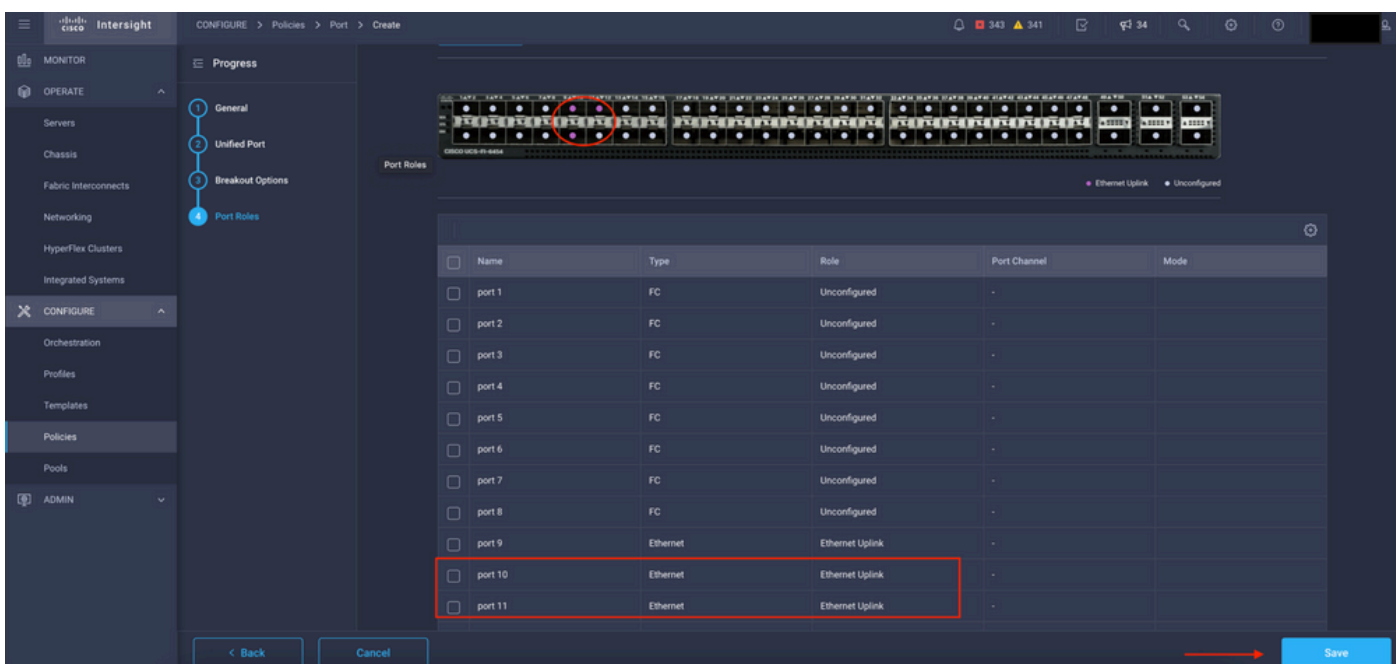 cisco Intersight
CONFIGURE > Policies > Port > Create
343 341 34
MONITOR
OPERATE
Servers
Chassis
Fabric Interconnects
Networking
HyperFlex Clusters
Integrated Systems
CONFIGURE
Orchestration
Profiles
Templates
Policies
Pools
ADMIN
Progress
1 General
2 Unified Port
3 Breakout Options
4 Port Roles
Port Roles
CISCO UCS-FI-6454
Ethernet Uplink Unconfigured
Name Type Role Port Channel Mode
port 1 FC Unconfigured -
port 2 FC Unconfigured -
port 3 FC Unconfigured -
port 4 FC Unconfigured -
port 5 FC Unconfigured -
port 6 FC Unconfigured -
port 7 FC Unconfigured -
port 8 FC Unconfigured -
port 9 Ethernet Ethernet Uplink -
port 10 Ethernet Ethernet Uplink -
port 11 Ethernet Ethernet Uplink -
< Back Cancel Save